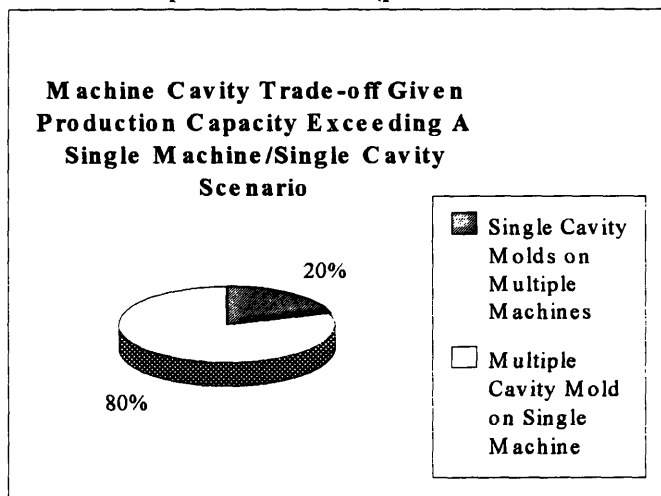 Machine Cavity Trade-off Given
Production Capacity Exceeding A
Single Machine/Single Cavity
Scenario
20%
80%
Single Cavity
Molds on
Multiple
Machines
Multiple
Cavity Mold
on Single
Machine